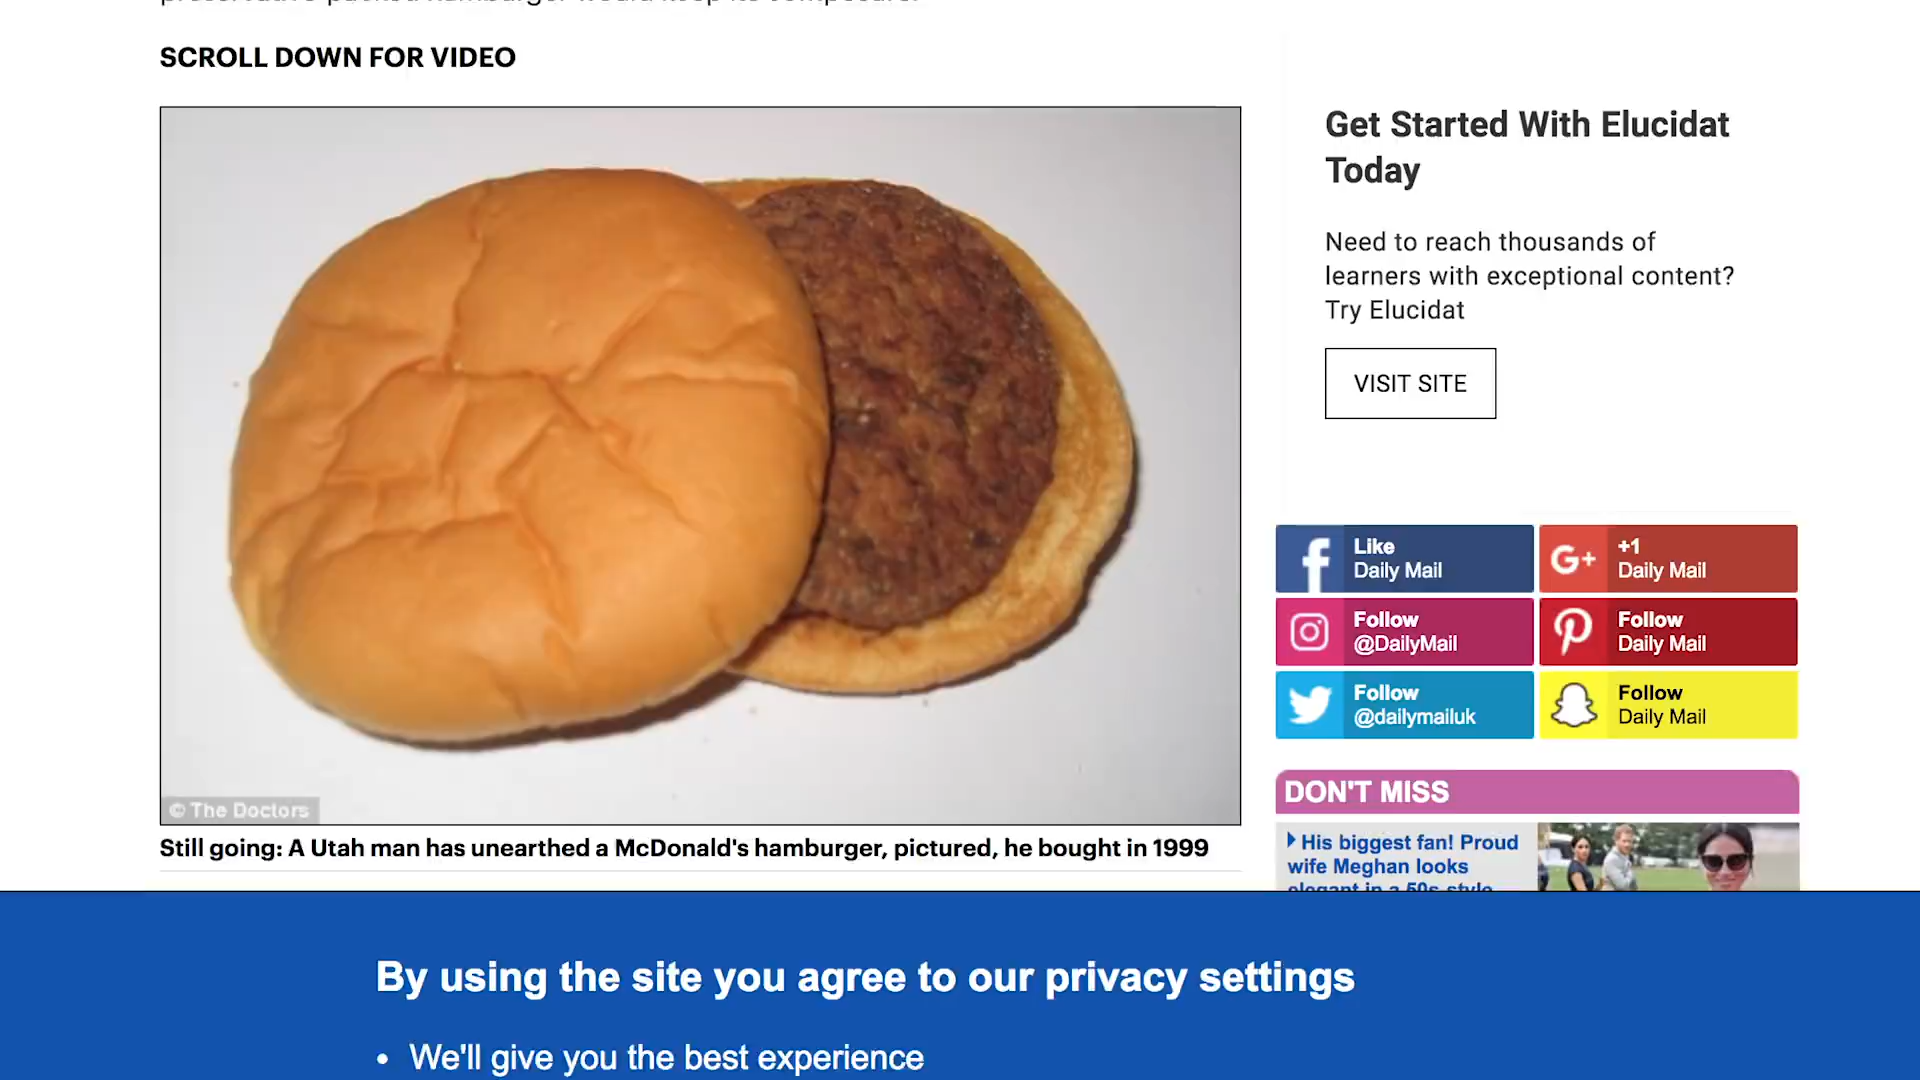 SCROLL DOWN FOR VIDEO
© The Doctors
Still going: A Utah man has unearthed a McDonald's hamburger, pictured, he bought in 1999
Get Started With Elucidat
Today
Need to reach thousands of
learners with exceptional content?
Try Elucidat
VISIT SITE
Like
Daily Mail
G+
+1
Daily Mail
Follow
@DailyMail
Follow
Daily Mail
Follow
@dailymailuk
Follow
Daily Mail
DON'T MISS
His biggest fan! Proud
wife Meghan looks
elegant in a 50s-style
By using the site you agree to our privacy settings
• We'll give you the best experience